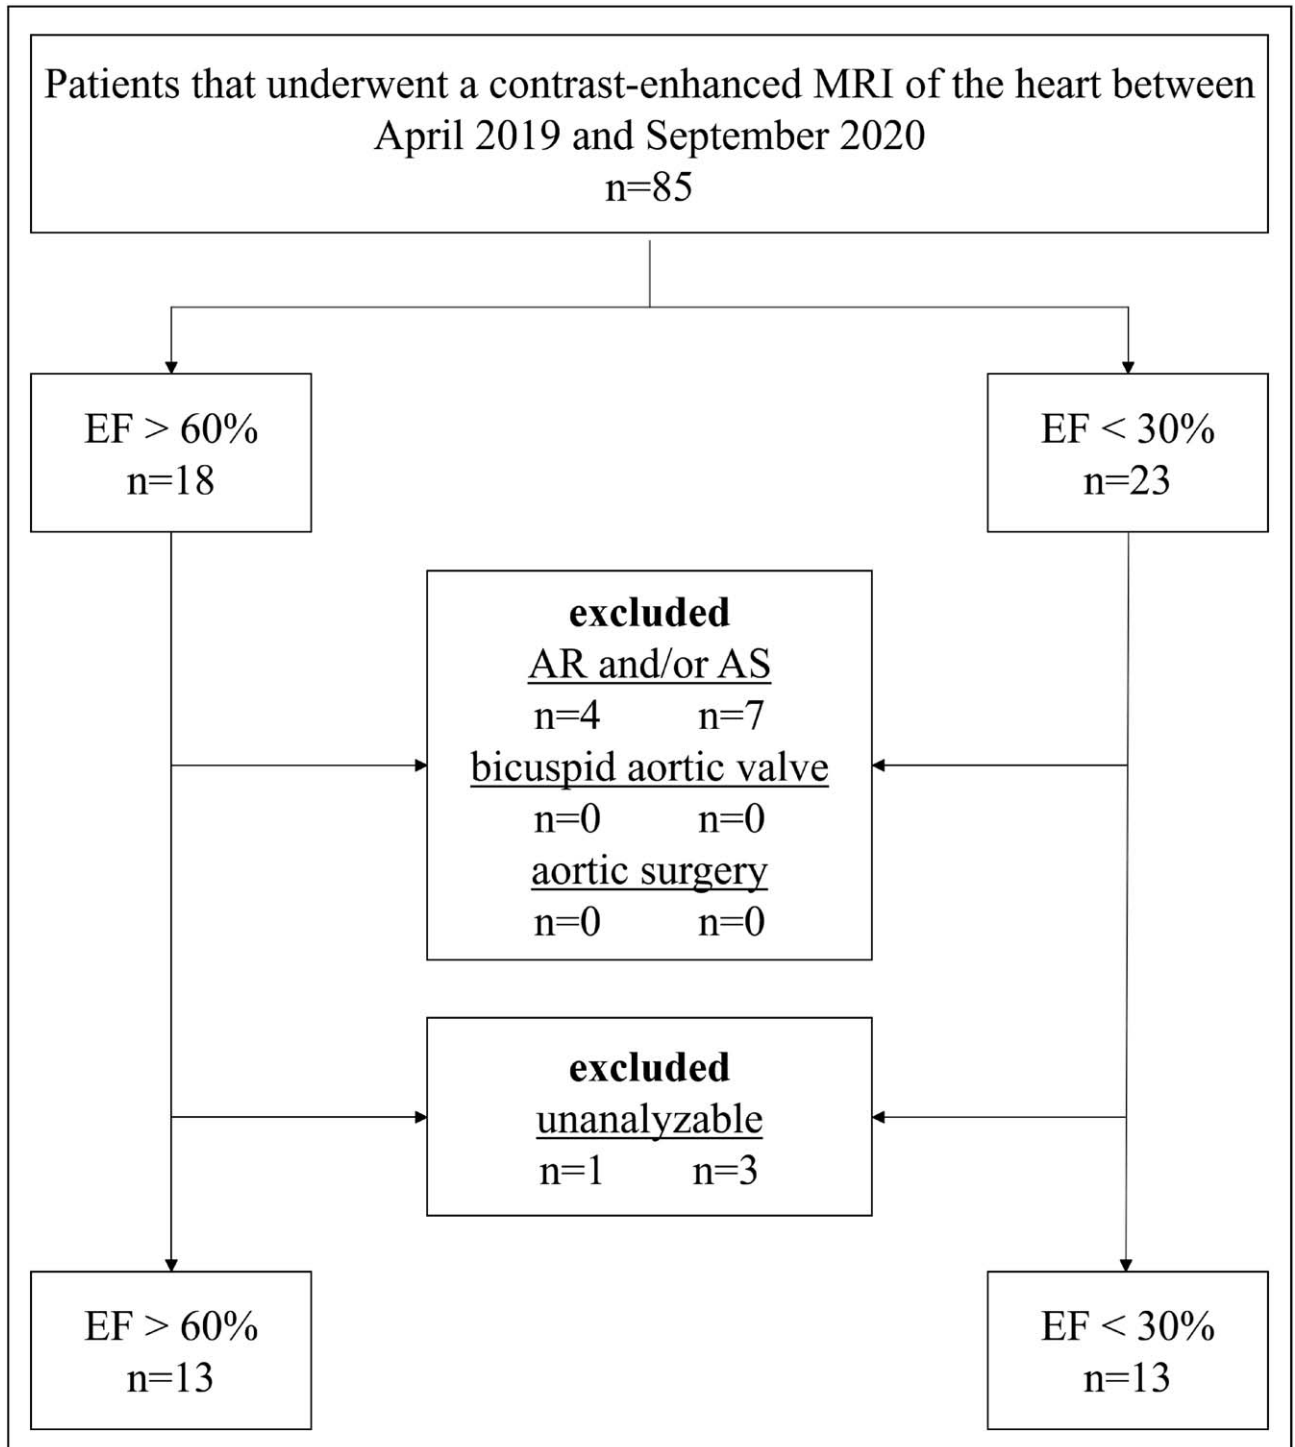 Patients that underwent a contrast-enhanced MRI of the heart between
April 2019 and September 2020
n=85
EF > 60%
n=18
EF < 30%
n=23
excluded
AR and/or AS
n=4 n=7
bicuspid aortic valve
n=0 n=0
aortic surgery
n=0 n=0
excluded
unanalyzable
n=1 n=3
EF > 60%
n=13
EF < 30%
n=13